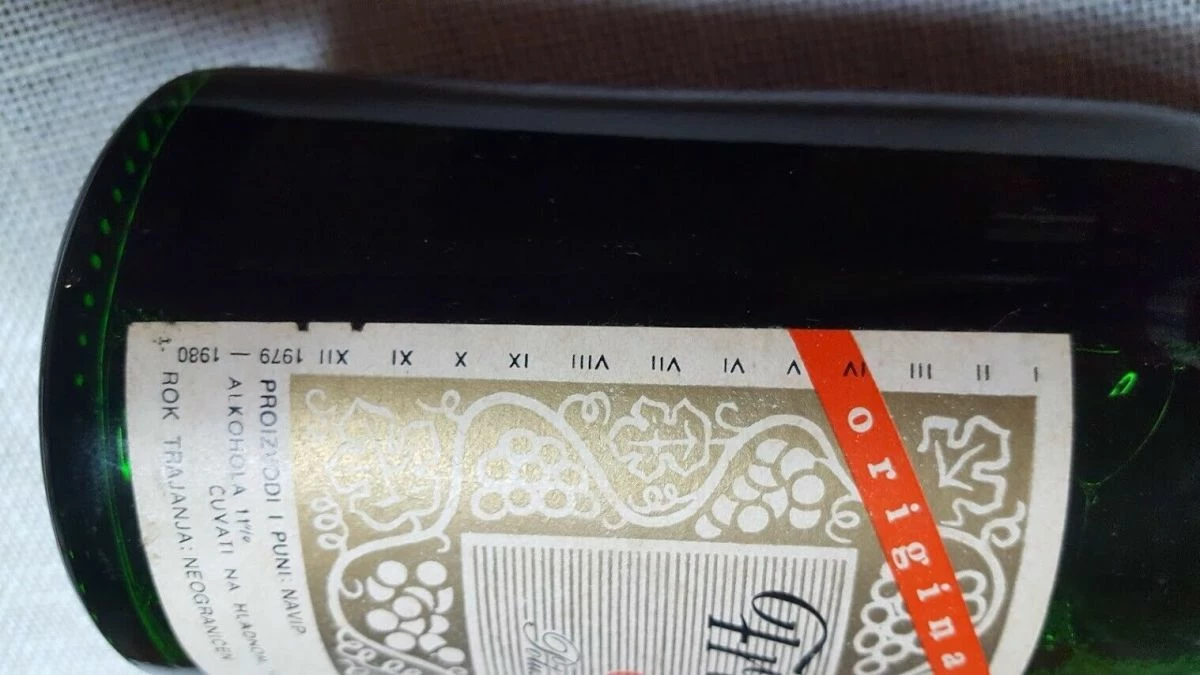 I II III IV V VI VII VIII IX X XI XII 1979 — 1980
original
PROIZVODI I PUNI: NAVIP
ALKOHOLA 11%
ČUVATI NA HLADNOM
ROK TRAJANJA: NEOGRANIČEN